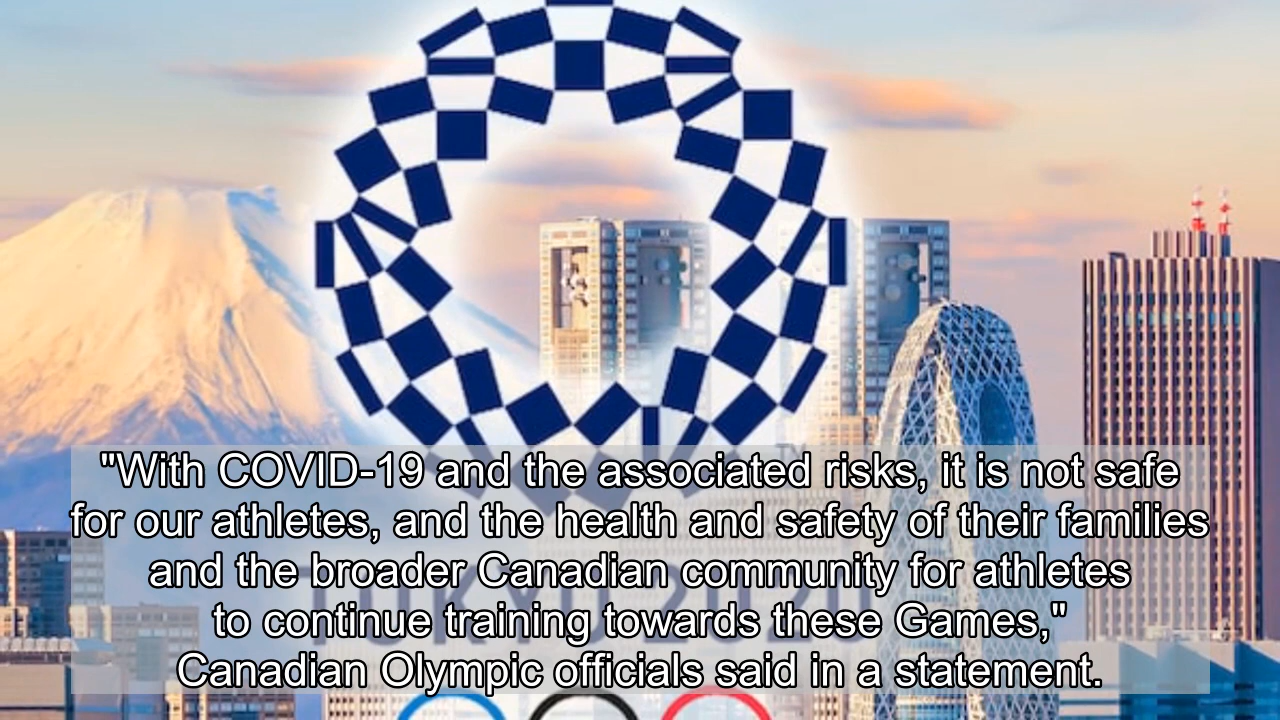 "With COVID-19 and the associated risks, it is not safe
for our athletes, and the health and safety of their families
and the broader Canadian community for athletes
to continue training towards these Games,"
Canadian Olympic officials said in a statement.
TOKYO 2020